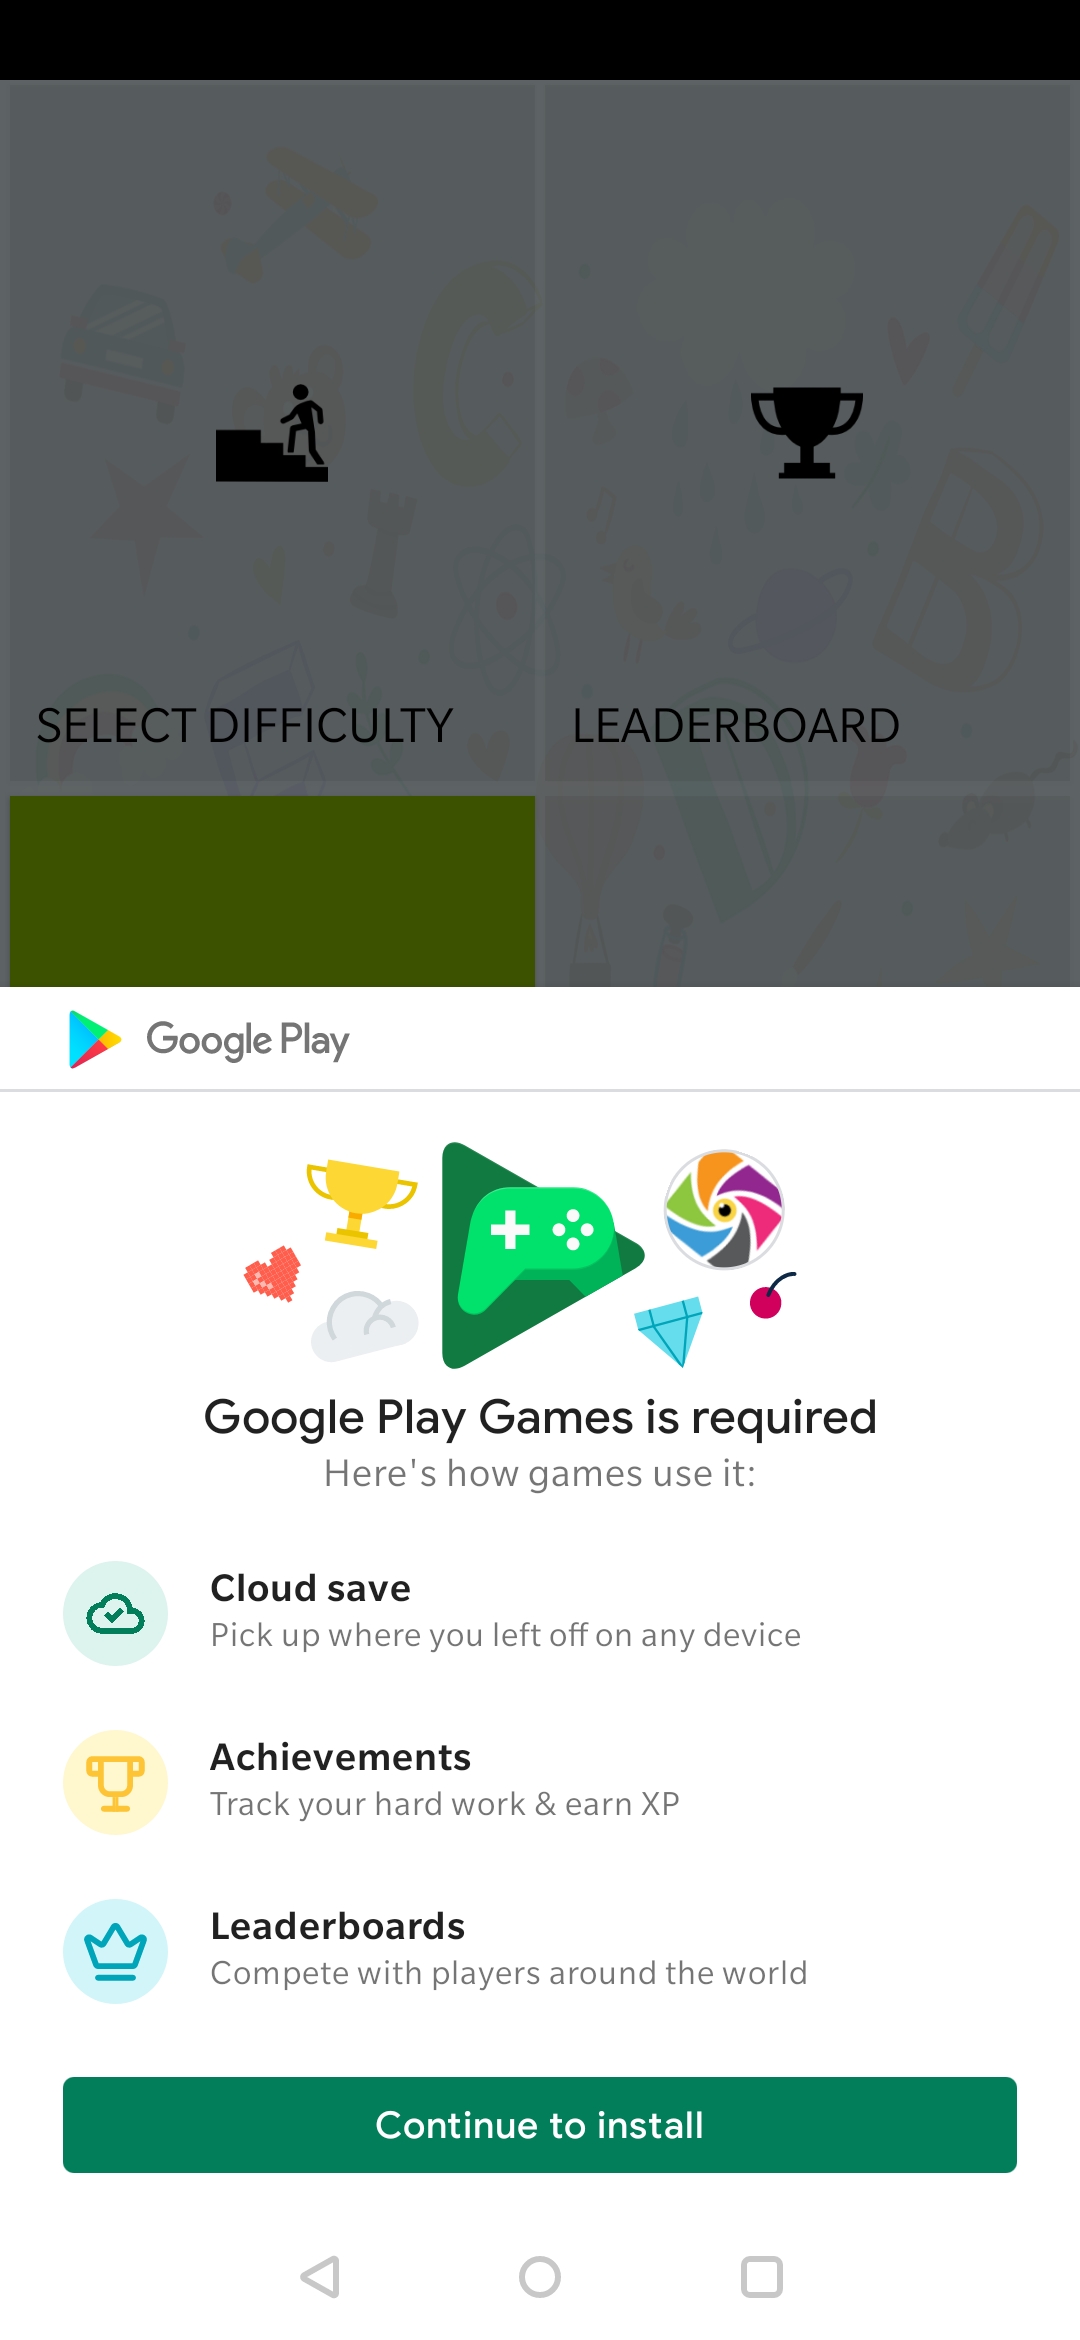 SELECT DIFFICULTY
LEADERBOARD
Google Play
Google Play Games is required
Here's how games use it:
Cloud save
Pick up where you left off on any device
Achievements
Track your hard work & earn XP
Leaderboards
Compete with players around the world
Continue to install